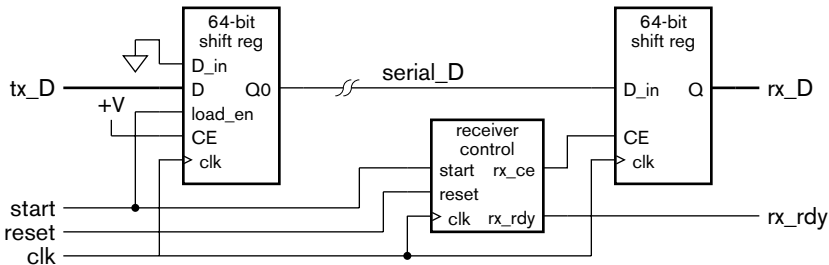 64-bit
shift reg
D_in
D
Q0
load_en
CE
clk
tx_D
+V
serial_D
64-bit
shift reg
D_in
Q
CE
clk
rx_D
receiver
control
start
rx_ce
reset
clk
rx_rdy
start
reset
clk
rx_rdy